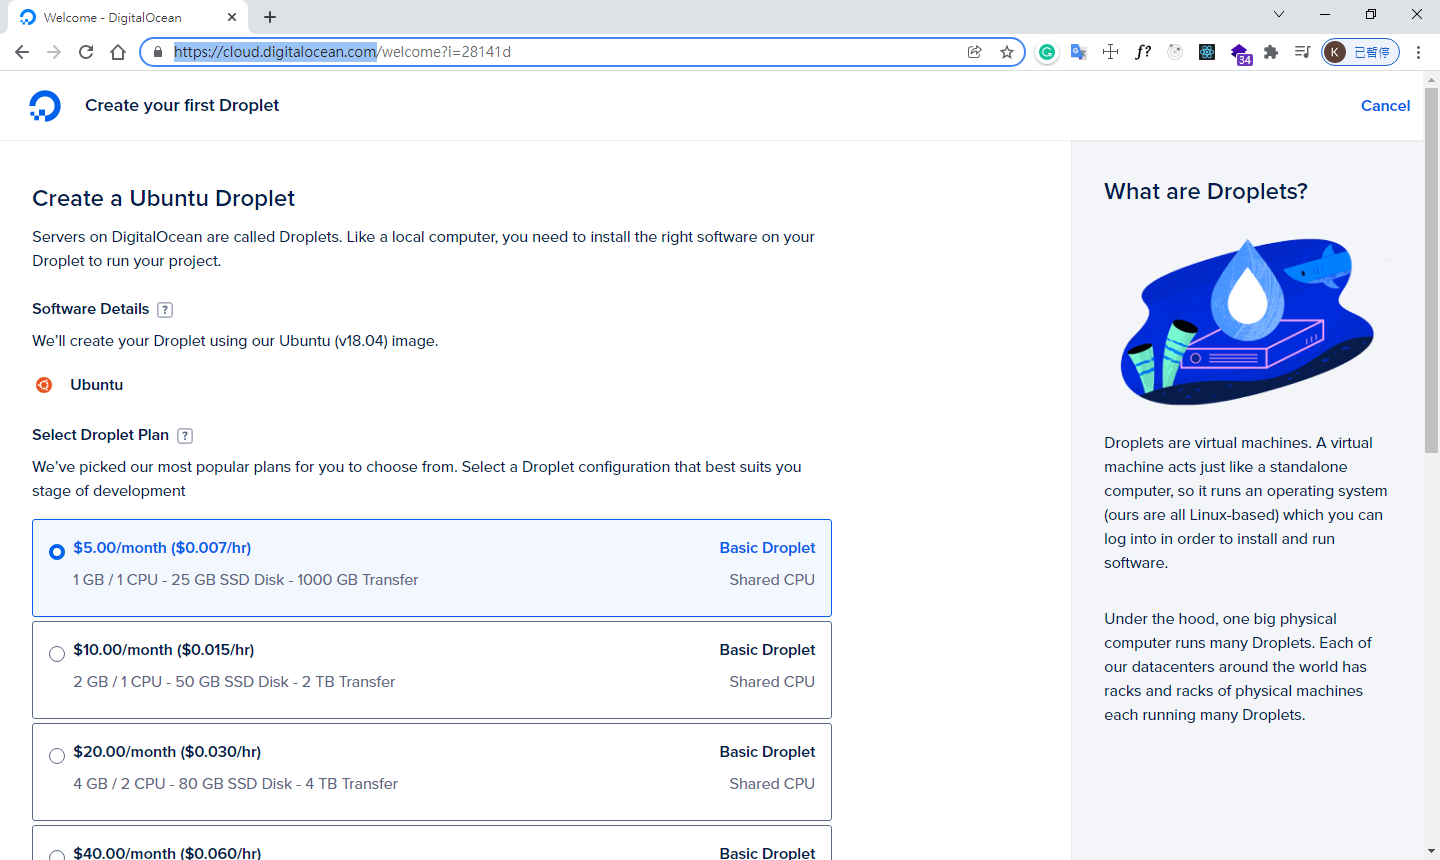 Welcome - DigitalOcean
https://cloud.digitalocean.com/welcome?i=28141d
f?
34
K 已暫停
Create your first Droplet
Cancel
Create a Ubuntu Droplet
Servers on DigitalOcean are called Droplets. Like a local computer, you need to install the right software on your
Droplet to run your project.
Software Details ?
We'll create your Droplet using our Ubuntu (v18.04) image.
Ubuntu
Select Droplet Plan ?
We've picked our most popular plans for you to choose from. Select a Droplet configuration that best suits you
stage of development
$5.00/month ($0.007/hr) Basic Droplet
1 GB / 1 CPU - 25 GB SSD Disk - 1000 GB Transfer Shared CPU
$10.00/month ($0.015/hr) Basic Droplet
2 GB / 1 CPU - 50 GB SSD Disk - 2 TB Transfer Shared CPU
$20.00/month ($0.030/hr) Basic Droplet
4 GB / 2 CPU - 80 GB SSD Disk - 4 TB Transfer Shared CPU
$40.00/month ($0.060/hr) Basic Droplet
What are Droplets?
Droplets are virtual machines. A virtual
machine acts just like a standalone
computer, so it runs an operating system
(ours are all Linux-based) which you can
log into in order to install and run
software.
Under the hood, one big physical
computer runs many Droplets. Each of
our datacenters around the world has
racks and racks of physical machines
each running many Droplets.